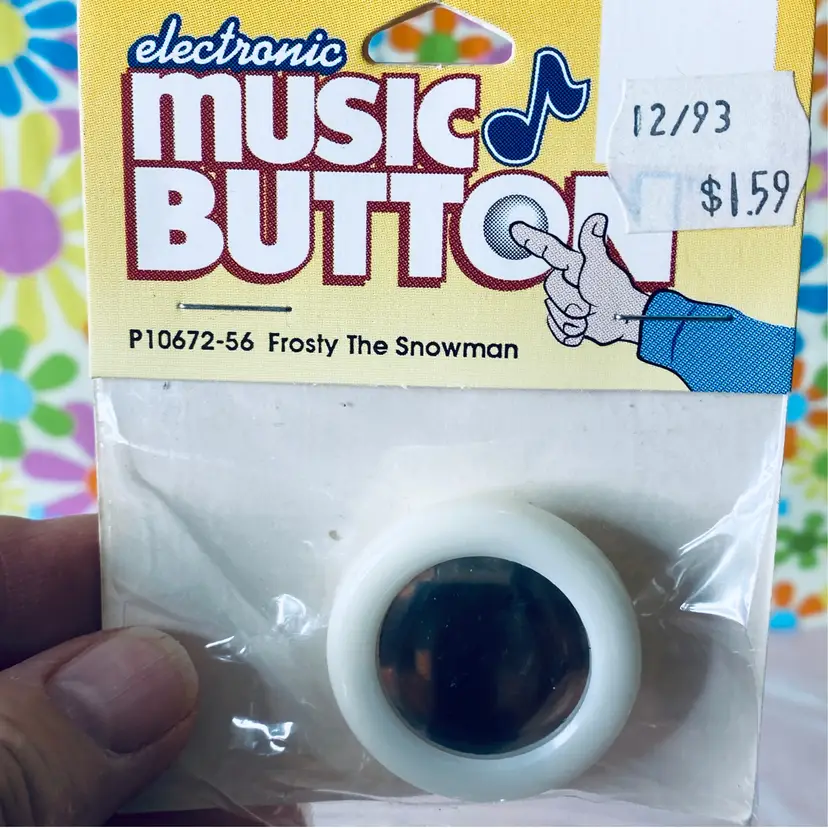 electronic
MUSIC
BUTTON
12/93
$1.59
P10672-56 Frosty The Snowman